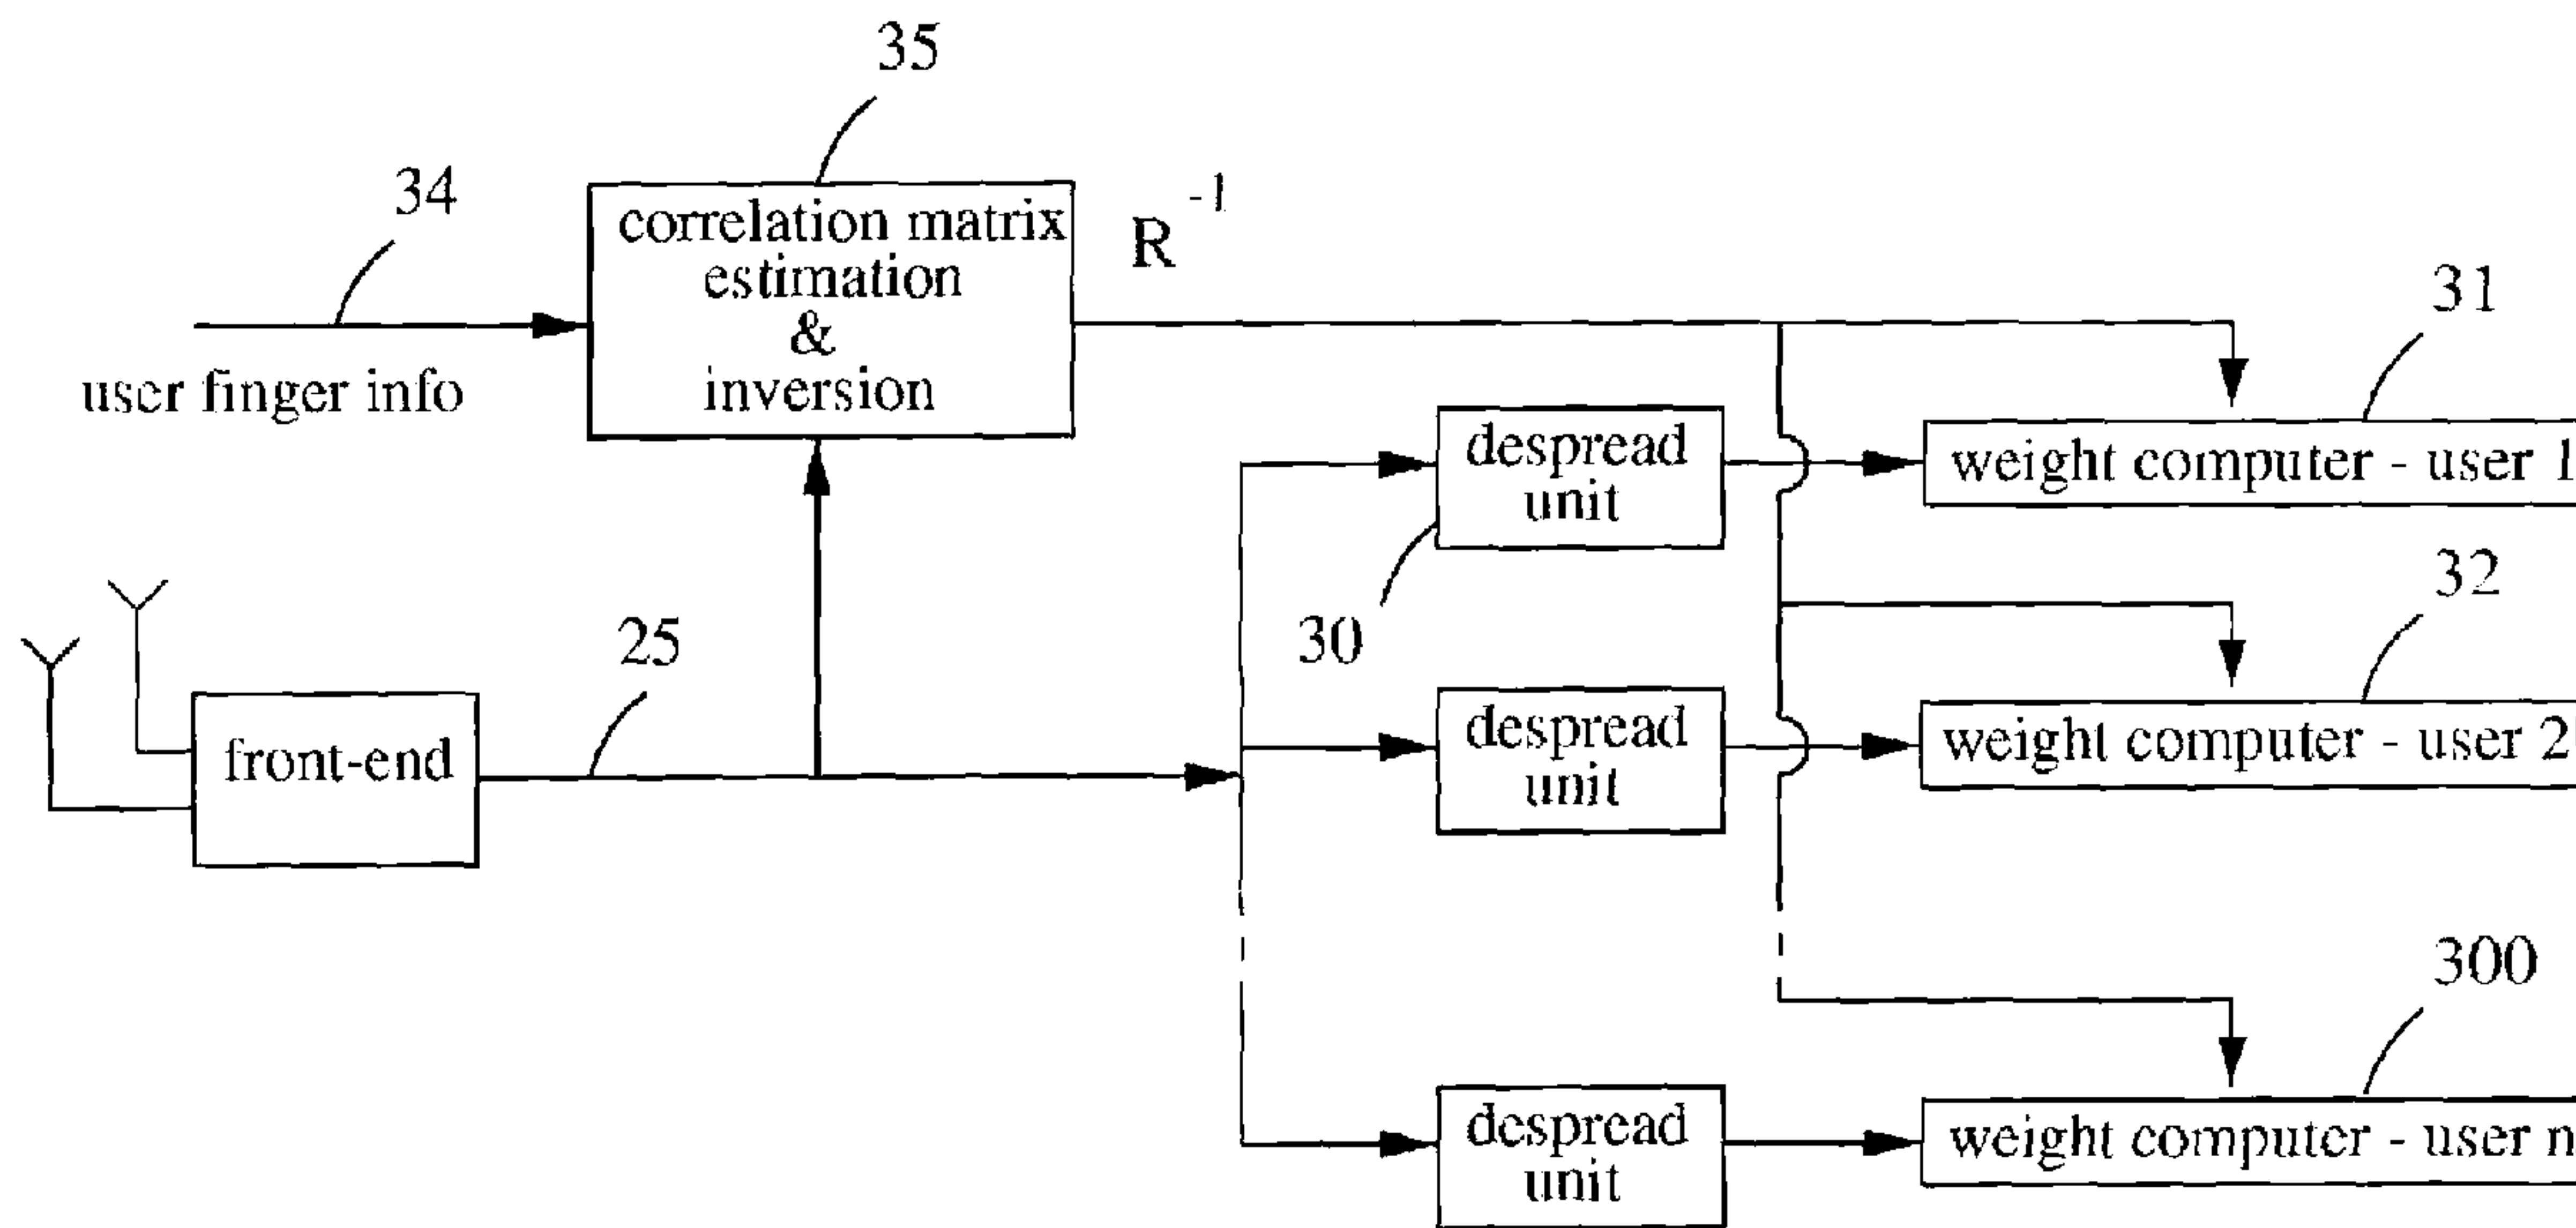 35
34
correlation matrix
estimation
&
inversion
R -1
user finger info
31
despread
unit
weight computer - user 1
30
32
25
front-end
despread
unit
weight computer - user 2
300
despread
unit
weight computer - user n